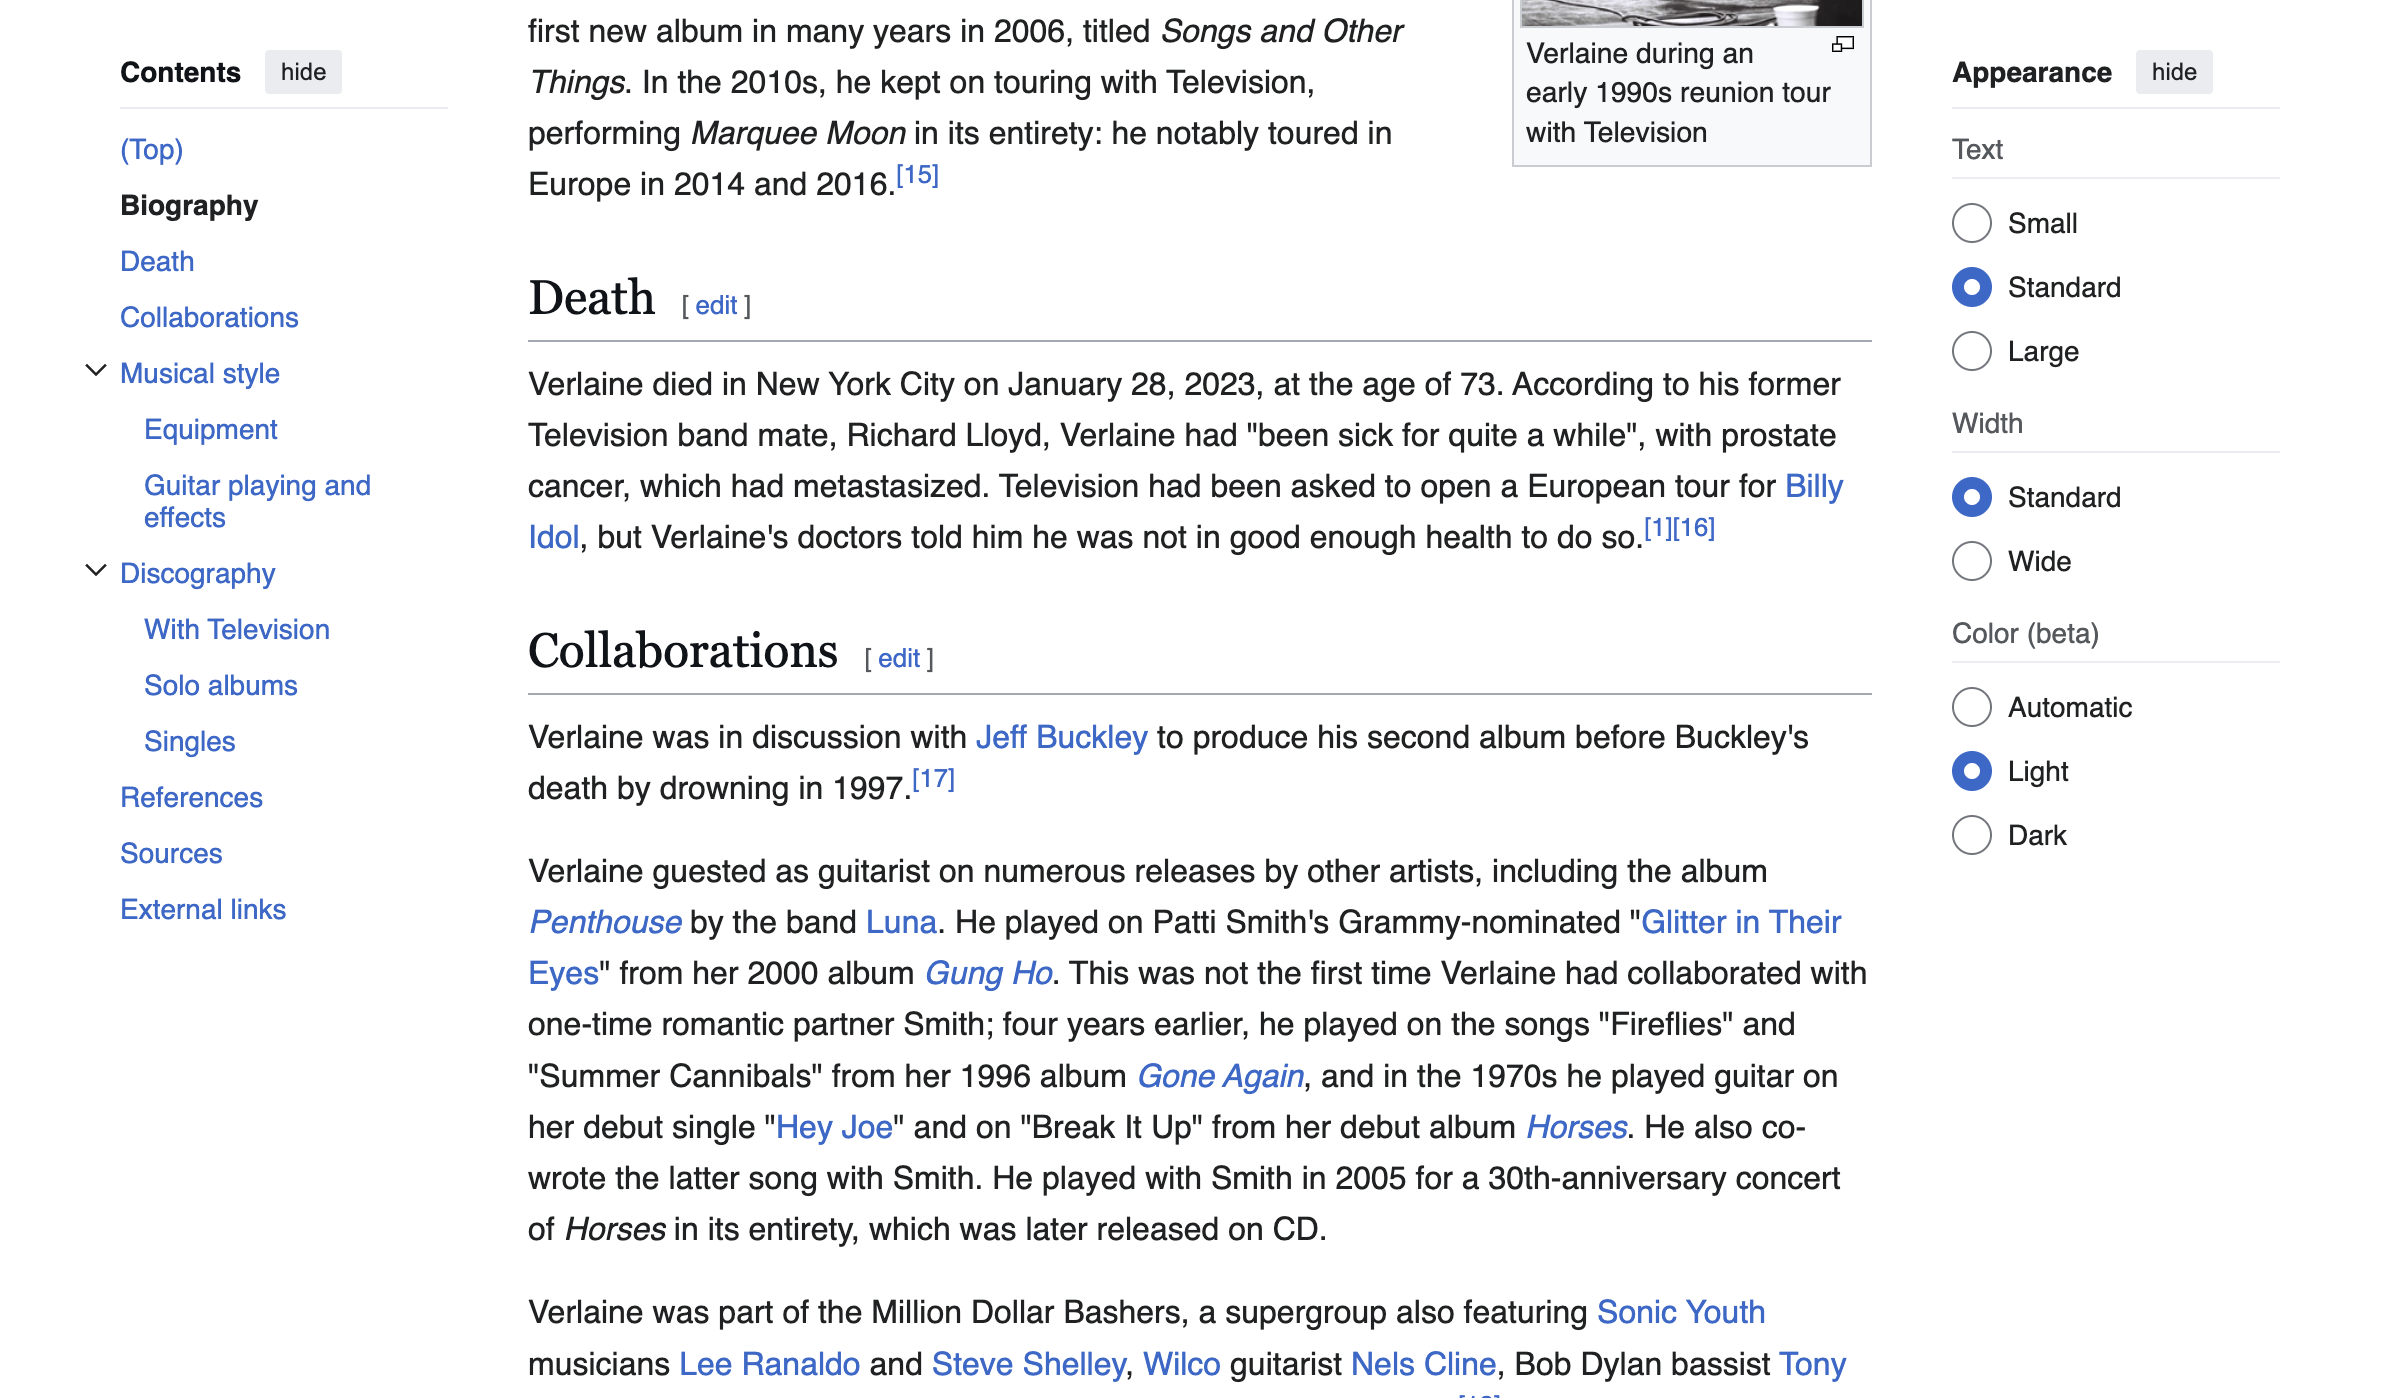 Contents hide
(Top)
Biography
Death
Collaborations
Musical style
Equipment
Guitar playing and
effects
Discography
With Television
Solo albums
Singles
References
Sources
External links
first new album in many years in 2006, titled Songs and Other
Things. In the 2010s, he kept on touring with Television,
performing Marquee Moon in its entirety: he notably toured in
Europe in 2014 and 2016.[15]
Verlaine during an
early 1990s reunion tour
with Television
Death [ edit ]
Verlaine died in New York City on January 28, 2023, at the age of 73. According to his former
Television band mate, Richard Lloyd, Verlaine had "been sick for quite a while", with prostate
cancer, which had metastasized. Television had been asked to open a European tour for Billy
Idol, but Verlaine's doctors told him he was not in good enough health to do so.[1][16]
Collaborations [ edit ]
Verlaine was in discussion with Jeff Buckley to produce his second album before Buckley's
death by drowning in 1997.[17]
Verlaine guested as guitarist on numerous releases by other artists, including the album
Penthouse by the band Luna. He played on Patti Smith's Grammy-nominated "Glitter in Their
Eyes" from her 2000 album Gung Ho. This was not the first time Verlaine had collaborated with
one-time romantic partner Smith; four years earlier, he played on the songs "Fireflies" and
"Summer Cannibals" from her 1996 album Gone Again, and in the 1970s he played guitar on
her debut single "Hey Joe" and on "Break It Up" from her debut album Horses. He also co-
wrote the latter song with Smith. He played with Smith in 2005 for a 30th-anniversary concert
of Horses in its entirety, which was later released on CD.
Verlaine was part of the Million Dollar Bashers, a supergroup also featuring Sonic Youth
musicians Lee Ranaldo and Steve Shelley, Wilco guitarist Nels Cline, Bob Dylan bassist Tony
Appearance hide
Text
Small
Standard
Large
Width
Standard
Wide
Color (beta)
Automatic
Light
Dark